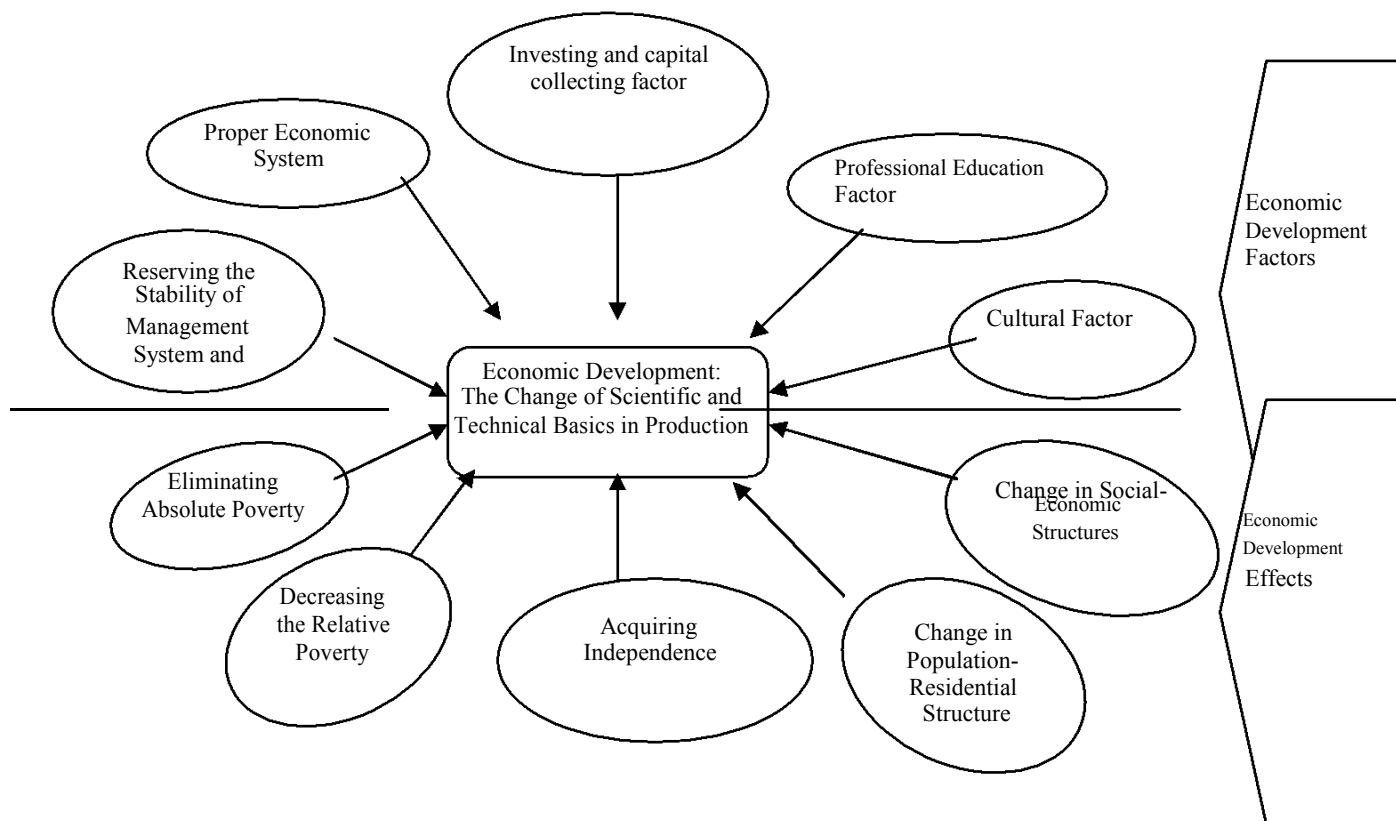 Investing and capital
collecting factor
Proper Economic
System
Professional Education
Factor
Economic
Development
Factors
Reserving the
Stability of
Management
System and
Cultural Factor
Economic Development:
The Change of Scientific and
Technical Basics in Production
Eliminating
Absolute Poverty
Change in Social-
Economic
Structures
Economic
Development
Effects
Decreasing
the Relative
Poverty
Acquiring
Independence
Change in
Population-
Residential
Structure